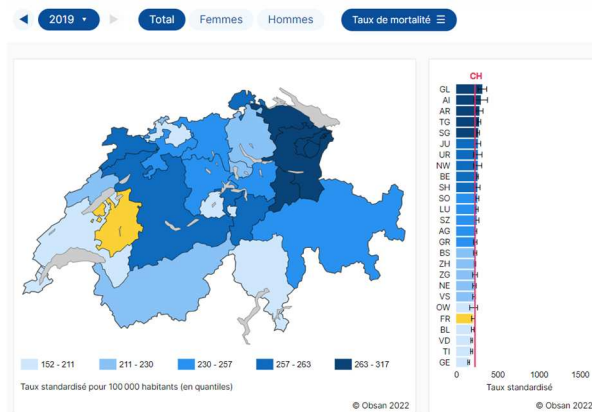 2019
Total
Femmes
Hommes
Taux de mortalité
152 - 211
211 - 230
230 - 257
257 - 263
263 - 317
Taux standardisé pour 100 000 habitants (en quantiles)
© Obsan 2022
CH
GL
AI
AR
TG
SG
JU
UR
NW
BE
SH
SO
LU
SZ
AG
GR
BS
ZH
ZG
NE
VS
OW
FR
BL
VD
TI
GE
0
500
1000
1500
Taux standardisé
© Obsan 2022